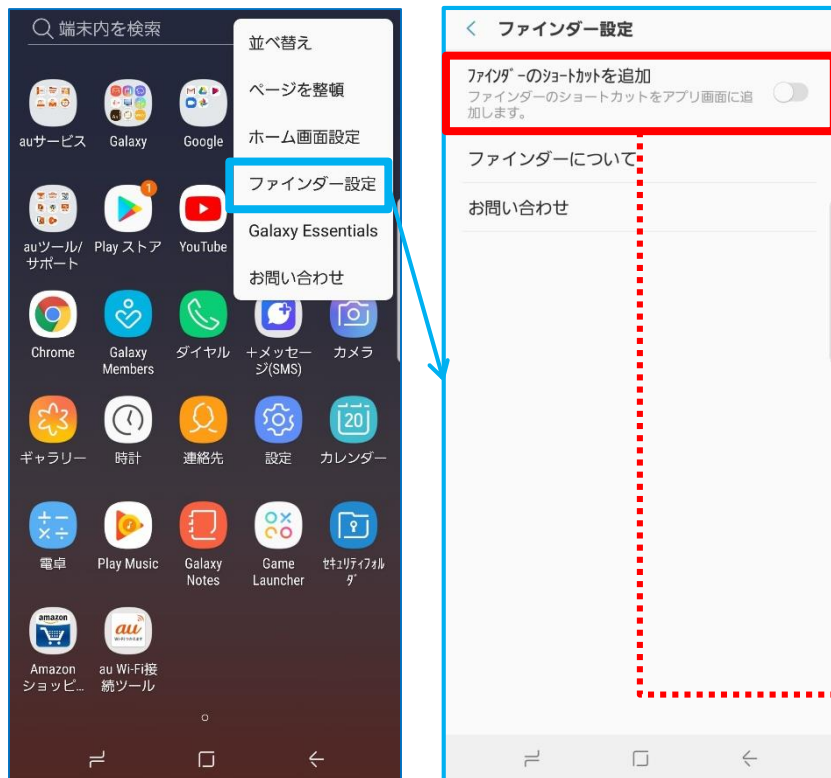 端末内を検索
並べ替え
ページを整頓
ホーム画面設定
ファインダー設定
Galaxy Essentials
お問い合わせ
auサービス
Galaxy
Google
1
auツール/
サポート
Play ストア
YouTube
Chrome
Galaxy
Members
ダイヤル
+メッセー
ジ(SMS)
カメラ
20
ギャラリー
時計
連絡先
設定
カレンダー
電卓
Play Music
Galaxy
Notes
Game
Launcher
ｾｷｭﾘﾃｨﾌｫﾙ
ﾀﾞ
amazon
au
Amazon
ショッピ...
au Wi-Fi接
続ツール
ファインダー設定
ﾌｧｲﾝﾀﾞｰのｼｮｰﾄｶｯﾄを追加
ファインダーのショートカットをアプリ画面に追
加します。
ファインダーについて
お問い合わせ